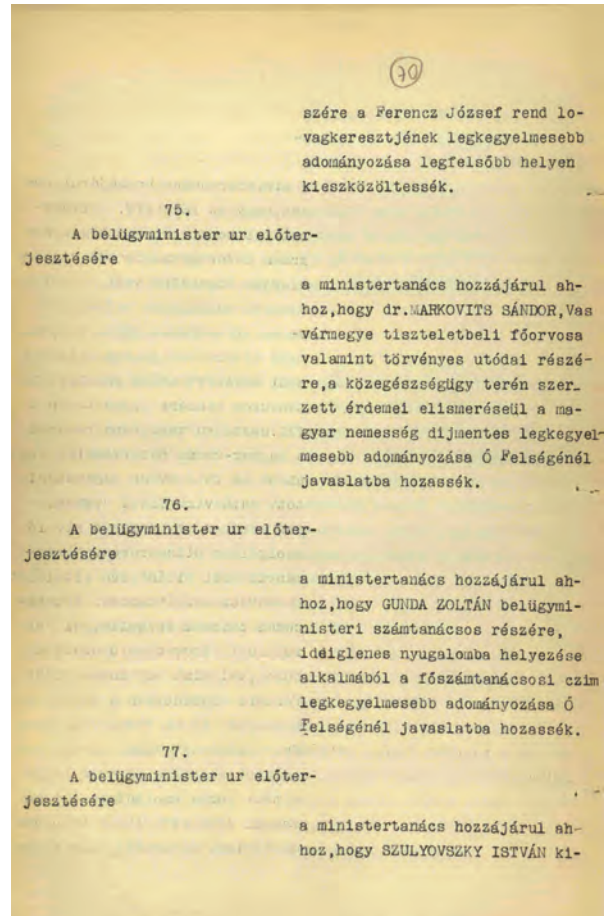 70
szére a Ferencz József rend lo-
vagkeresztjének legkegyelmesebb
adományozása legfelsőbb helyen
kieszközöltessék.
75.
A belügyminister ur előter-
jesztésére
a ministertanács hozzájárul ah-
hoz,hogy dr.MARKOVITS SÁNDOR,Vas
vármegye tiszteletbeli főorvosa
valamint törvényes utódai részé-
re,a közegészségügy terén szer_
zett érdemei elismeréseül a ma-
gyar nemesség dijmentes legkegyel-
mesebb adományozása Ő Felségénél
javaslatba hozassék.
76.
A belügyminister ur előter-
jesztésére
a ministertanács hozzájárul ah-
hoz,hogy GUNDA ZOLTÁN belügymi-
nisteri számtanácsos részére,
ideiglenes nyugalomba helyezése
alkalmából a főszámtanácsosi czim
legkegyelmesebb adományozása Ő
Felségénél javaslatba hozassék.
77.
A belügyminister ur előter-
jesztésére
a ministertanács hozzájárul ah-
hoz,hogy SZULYOVSZKY ISTVÁN ki-